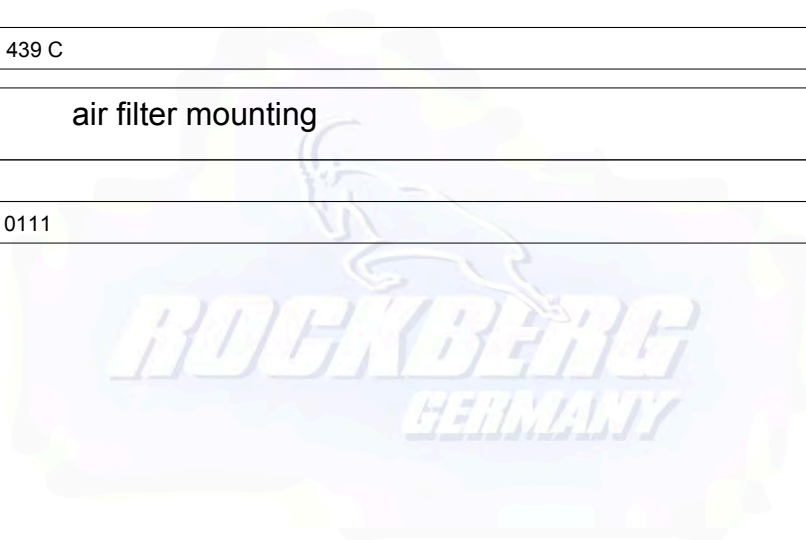 439 C
air filter mounting
0111
ROCKBERG
GERMANY